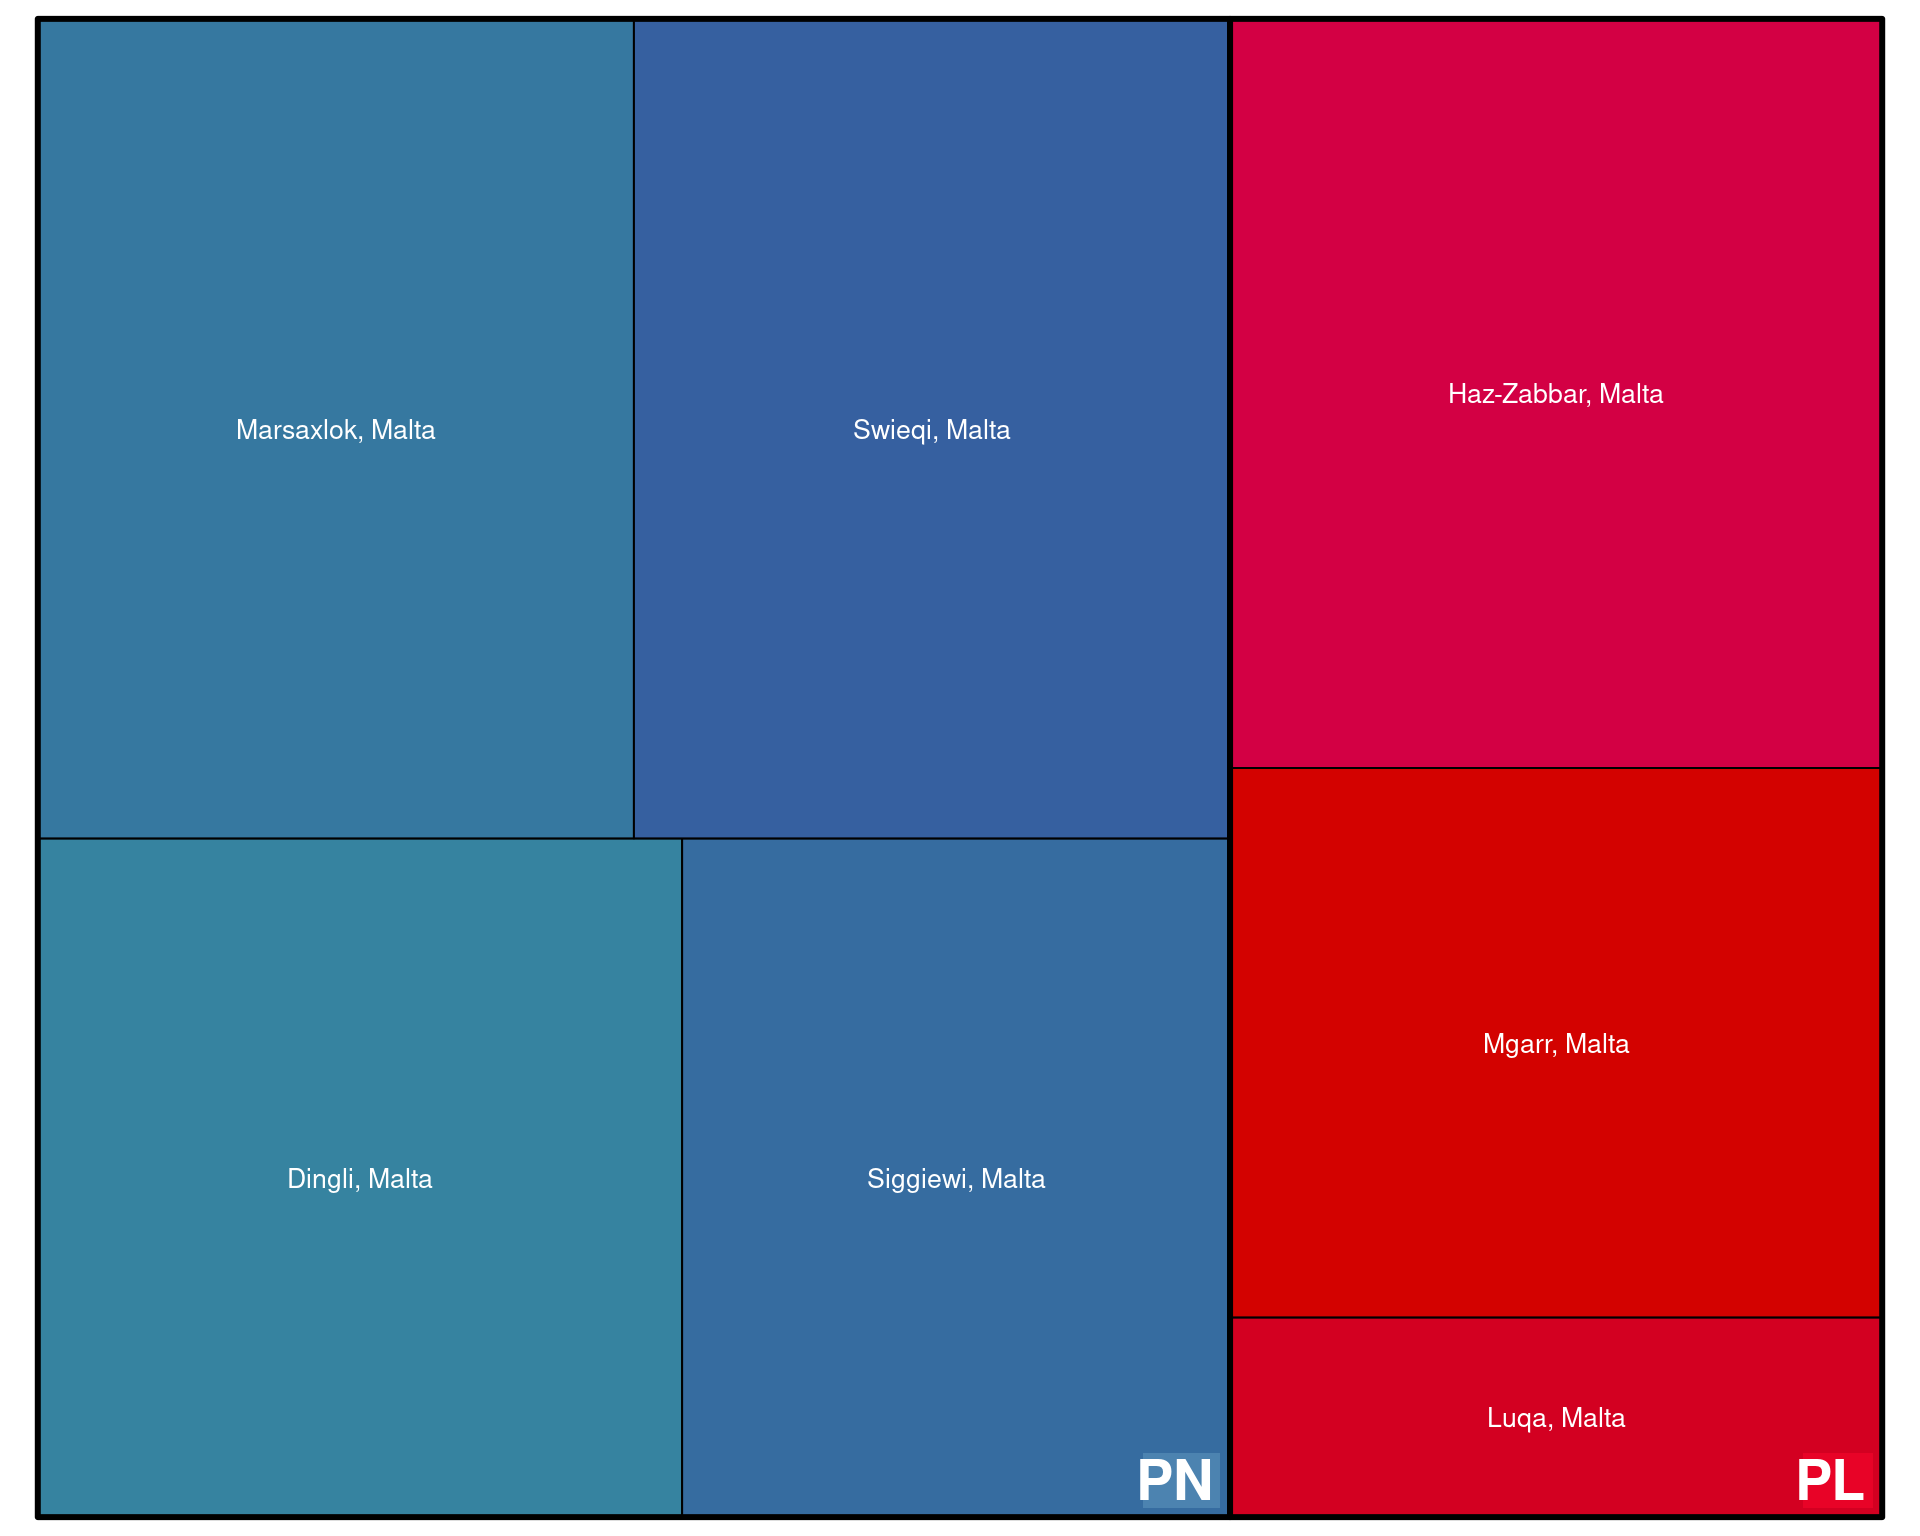 Marsaxlok, Malta
Swieqi, Malta
Haz-Zabbar, Malta
Mgarr, Malta
Dingli, Malta
Siggiewi, Malta
Luqa, Malta
PN
PL